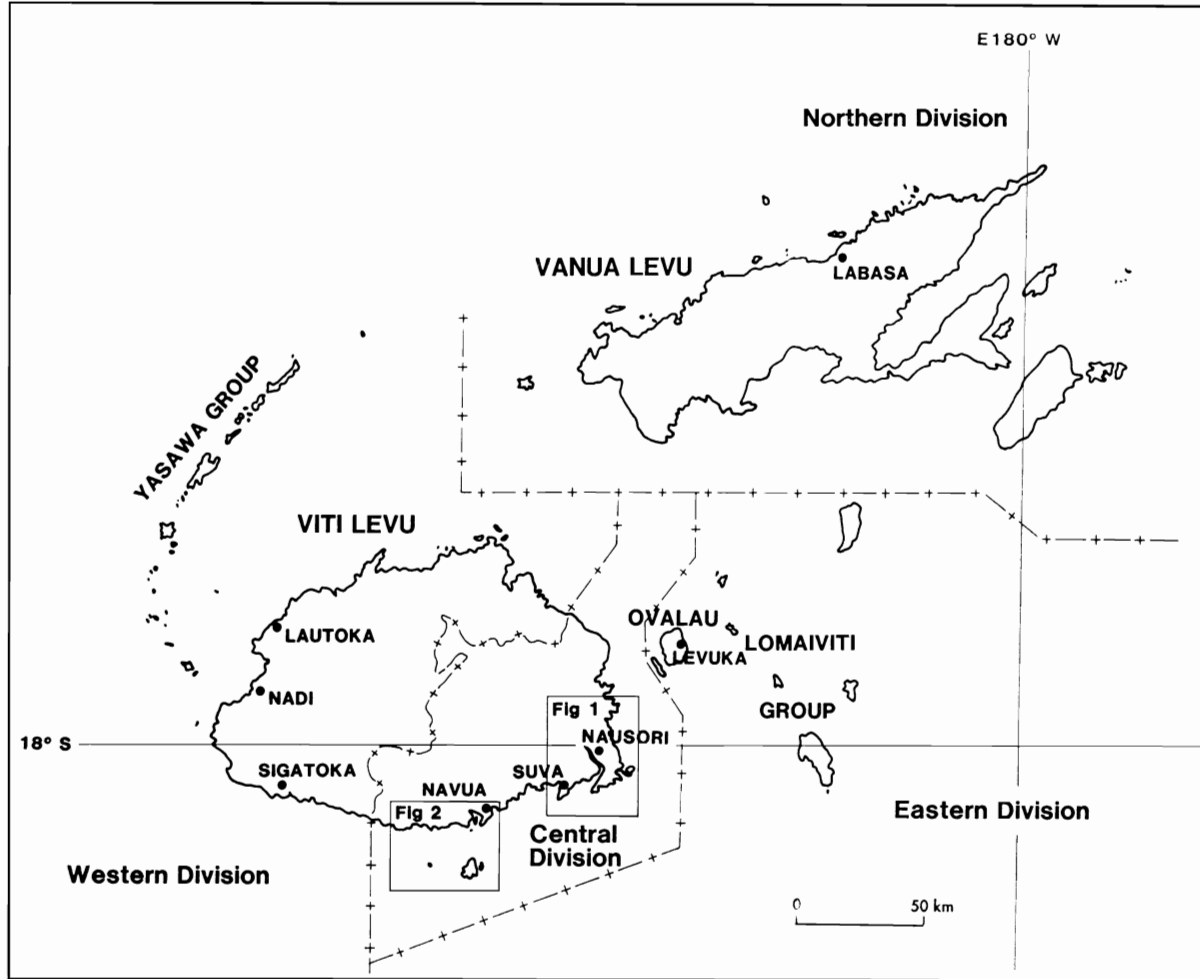 E180° W
Northern Division
VANUA LEVU
LABASA
YASAWA GROUP
VITI LEVU
OVALAU
LAUTOKA
LEVUKA
LOMAIVITI
NADI
GROUP
Fig 1
NAUSORI
18° S
SIGATOKA
SUVA
NAVUA
Fig 2
Central
Division
Eastern Division
Western Division
0 50 km